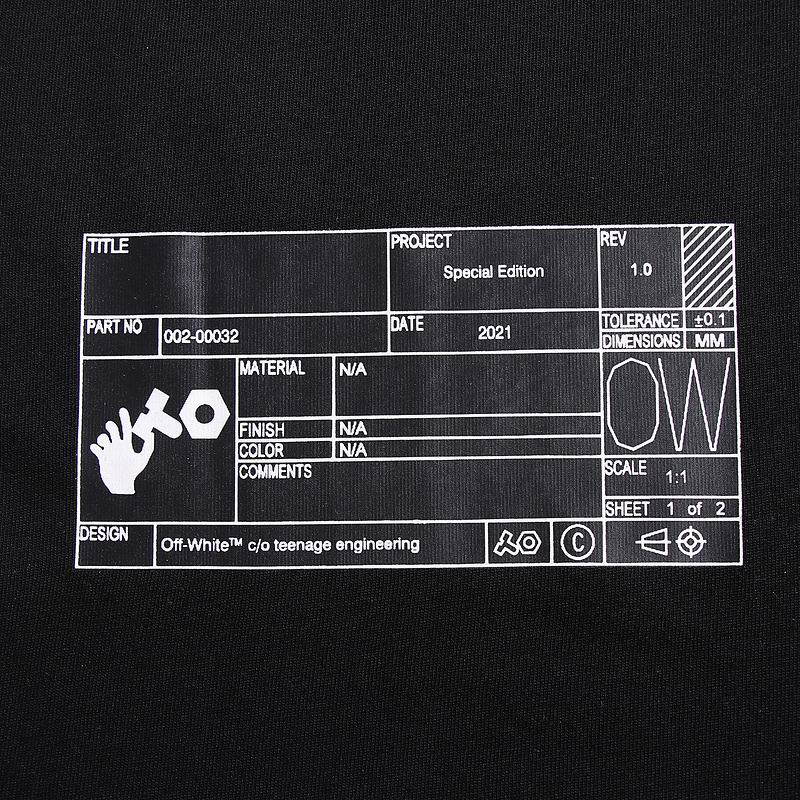 TITLE
PROJECT
Special Edition
REV
1.0
PART NO
002-00032
DATE
2021
TOLERANCE
±0.1
DIMENSIONS
MM
MATERIAL
N/A
OW
FINISH
N/A
COLOR
N/A
COMMENTS
SCALE
1:1
SHEET 1 of 2
DESIGN
Off-White™ c/o teenage engineering
©